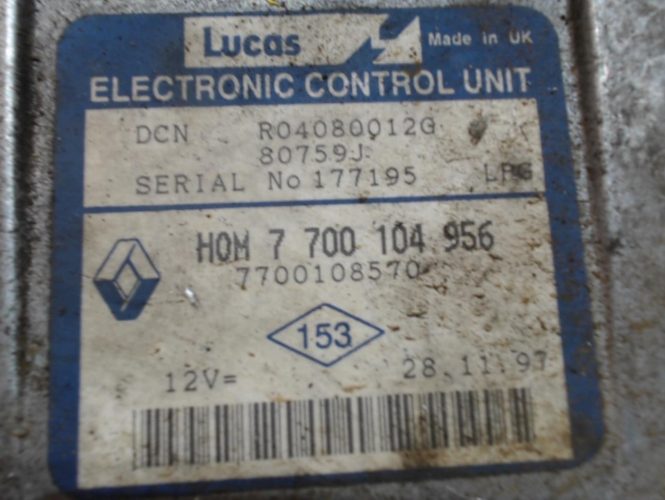 Lucas Made in UK
ELECTRONIC CONTROL UNIT
DCN R04080012G
80759J
SERIAL No 177195
HOM 7 700 104 956
7700108570
153
12V= 28.11.97